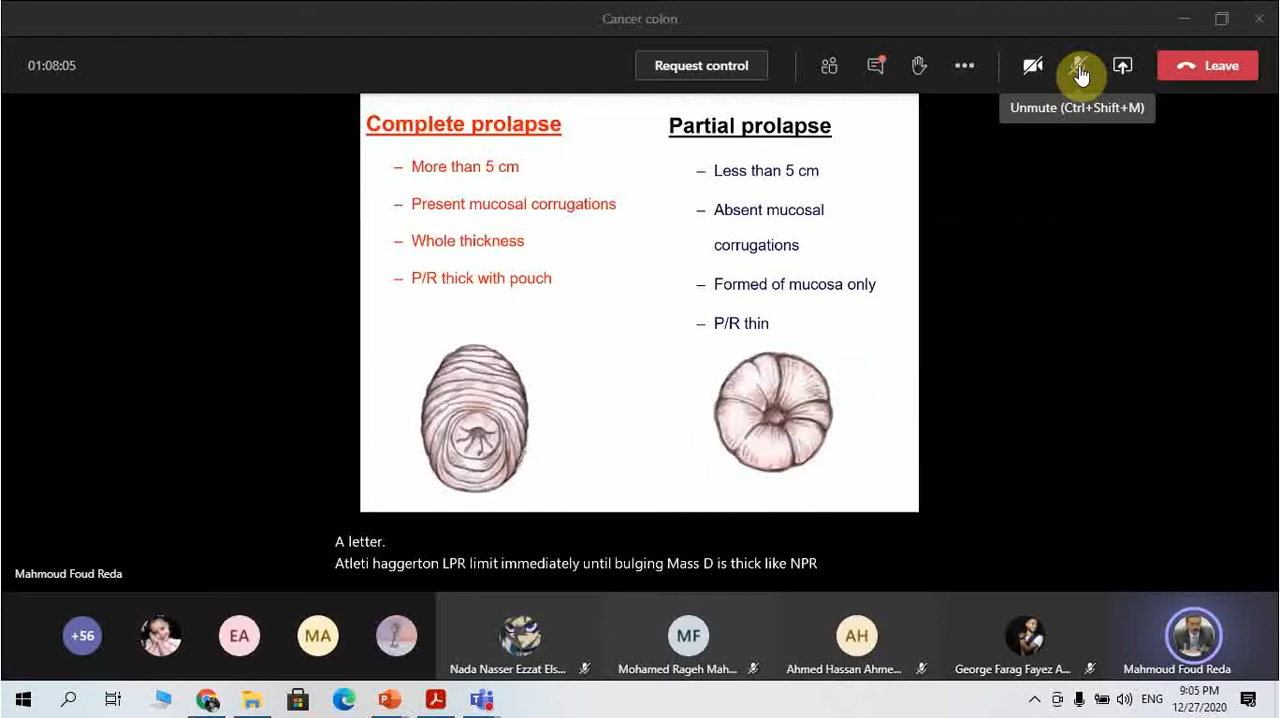 Cancer colon
01:08:05
Request control
Leave
Unmute (Ctrl+Shift+M)
Complete prolapse
– More than 5 cm
– Present mucosal corrugations
– Whole thickness
– P/R thick with pouch
Partial prolapse
– Less than 5 cm
– Absent mucosal
corrugations
– Formed of mucosa only
– P/R thin
A letter.
Atleti haggerton LPR limit immediately until bulging Mass D is thick like NPR
Mahmoud Foud Reda
+56
EA
MA
Nada Nasser Ezzat Els...
MF
Mohamed Rageh Mah...
AH
Ahmed Hassan Ahme...
George Farag Fayez A...
Mahmoud Foud Reda
ENG
9:05 PM
12/27/2020